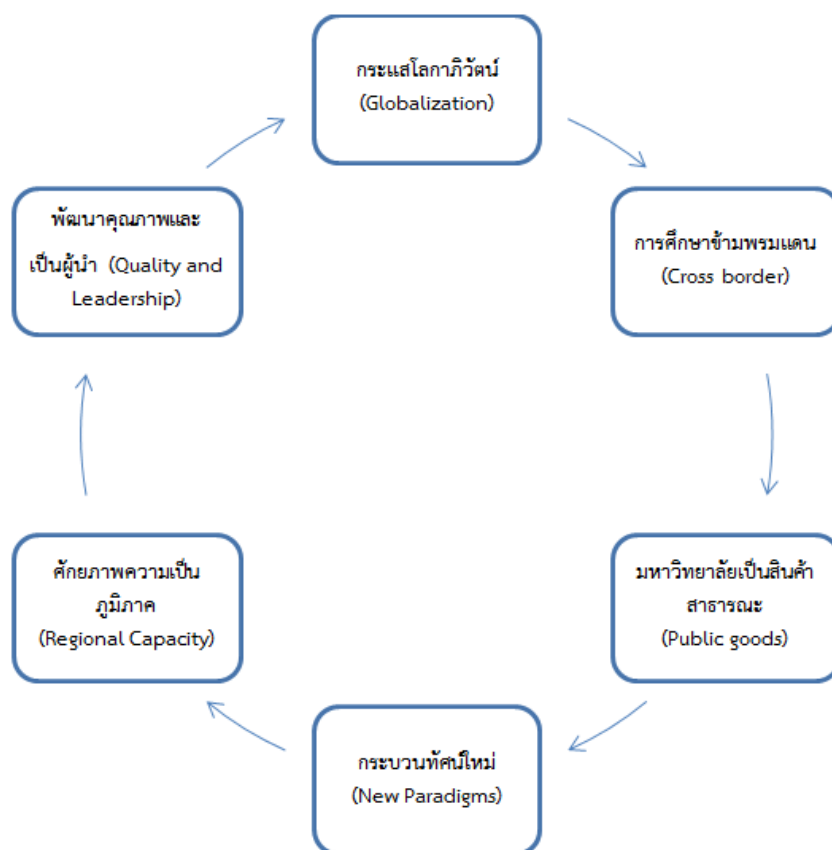 กระแสโลกาภิวัตน์
(Globalization)
การศึกษาข้ามพรมแดน
(Cross border)
มหาวิทยาลัยเป็นสินค้า
สาธารณะ
(Public goods)
กระบวนทัศน์ใหม่
(New Paradigms)
ศักยภาพความเป็น
ภูมิภาค
(Regional Capacity)
พัฒนาคุณภาพและ
เป็นผู้นำ (Quality and
Leadership)